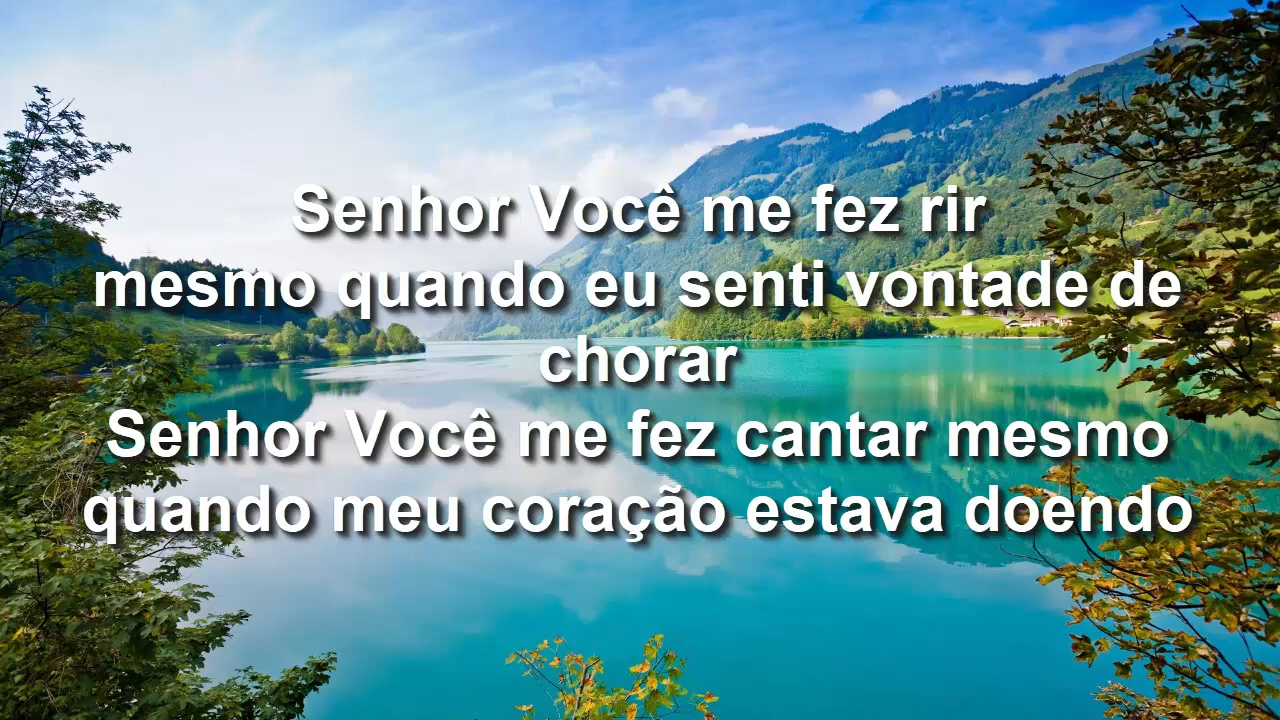 Senhor Você me fez rir
mesmo quando eu senti vontade de
chorar
Senhor Você me fez cantar mesmo
quando meu coração estava doendo